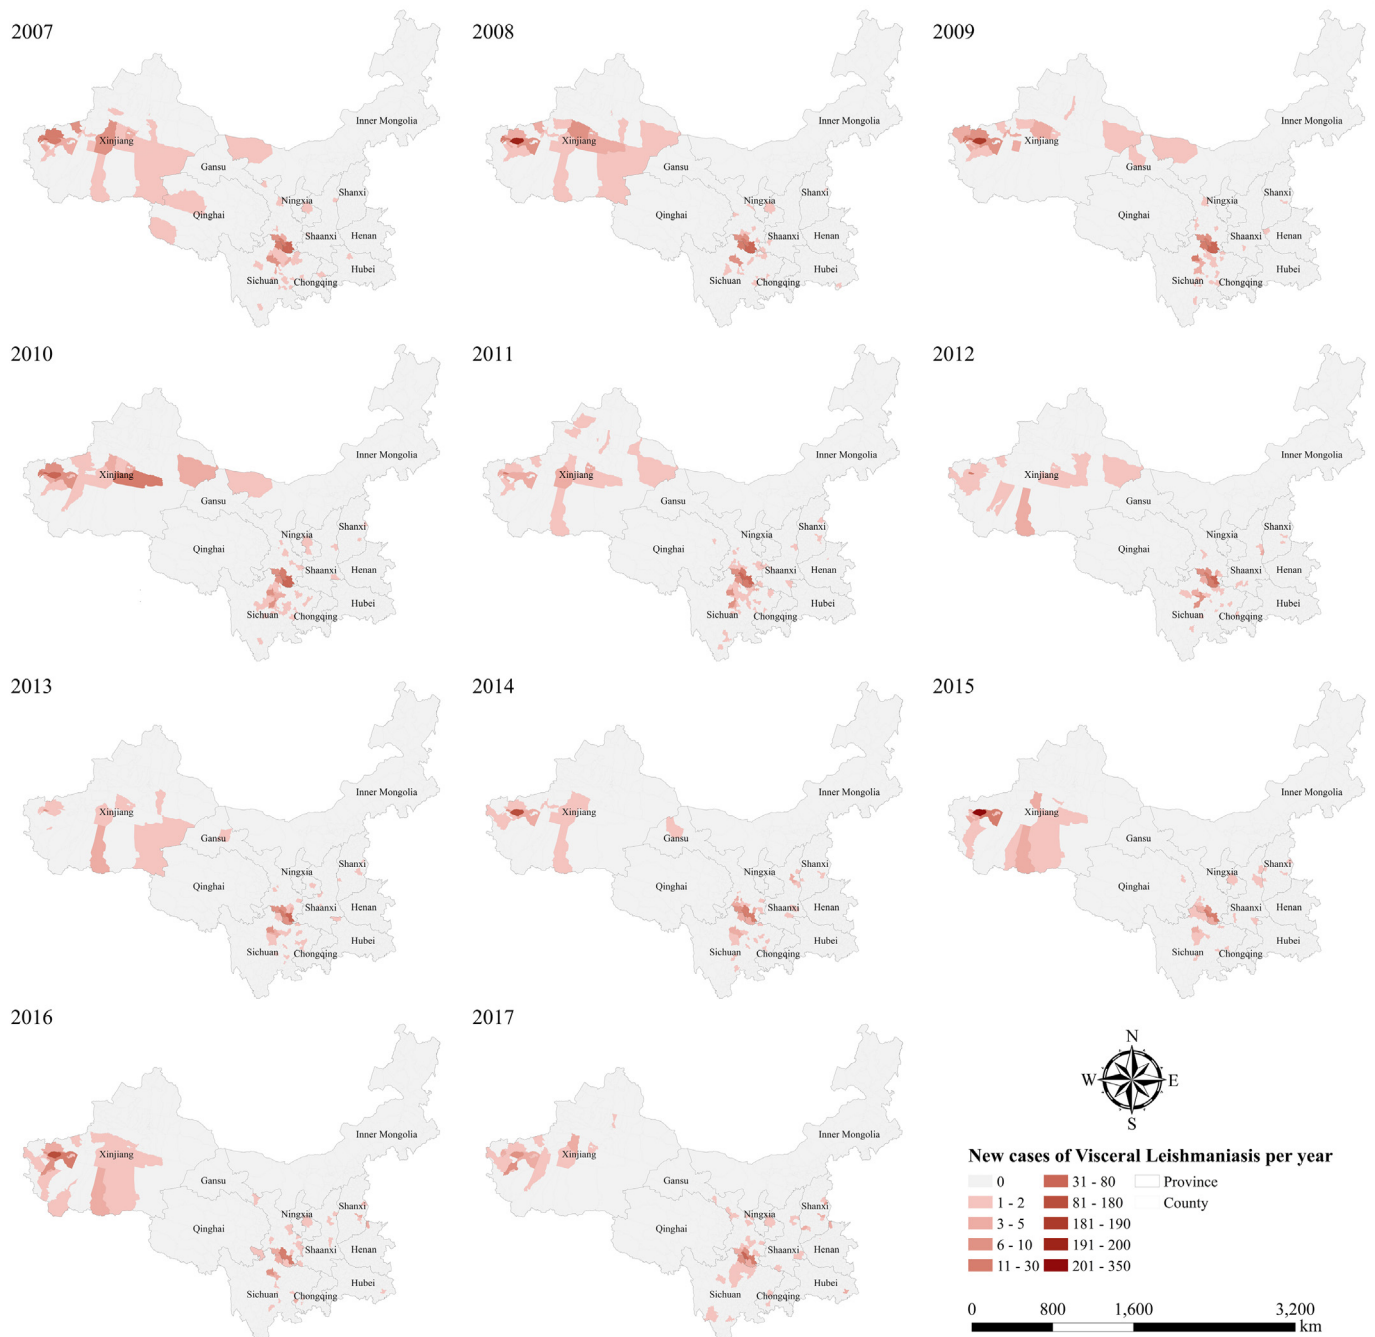 2007
Inner Mongolia
Xinjiang
Gansu
Qinghai
Ningxia
Shanxi
Shaanxi
Henan
Hubei
Sichuan
Chongqing
2008
Inner Mongolia
Xinjiang
Gansu
Qinghai
Ningxia
Shanxi
Shaanxi
Henan
Hubei
Sichuan
Chongqing
2009
Inner Mongolia
Xinjiang
Gansu
Qinghai
Ningxia
Shanxi
Shaanxi
Henan
Hubei
Sichuan
Chongqing
2010
Inner Mongolia
Xinjiang
Gansu
Qinghai
Ningxia
Shanxi
Shaanxi
Henan
Hubei
Sichuan
Chongqing
2011
Inner Mongolia
Xinjiang
Gansu
Qinghai
Ningxia
Shanxi
Shaanxi
Henan
Hubei
Sichuan
Chongqing
2012
Inner Mongolia
Xinjiang
Gansu
Qinghai
Ningxia
Shanxi
Shaanxi
Henan
Hubei
Sichuan
Chongqing
2013
Inner Mongolia
Xinjiang
Gansu
Qinghai
Ningxia
Shanxi
Shaanxi
Henan
Hubei
Sichuan
Chongqing
2014
Inner Mongolia
Xinjiang
Gansu
Qinghai
Ningxia
Shanxi
Shaanxi
Henan
Hubei
Sichuan
Chongqing
2015
Inner Mongolia
Xinjiang
Gansu
Qinghai
Ningxia
Shanxi
Shaanxi
Henan
Hubei
Sichuan
Chongqing
2016
Inner Mongolia
Xinjiang
Gansu
Qinghai
Ningxia
Shanxi
Shaanxi
Henan
Hubei
Sichuan
Chongqing
2017
Inner Mongolia
Xinjiang
Gansu
Qinghai
Ningxia
Shanxi
Shaanxi
Henan
Hubei
Sichuan
Chongqing
N
W E
S
New cases of Visceral Leishmaniasis per year
0 31 - 80 Province
1 - 2 81 - 180 County
3 - 5 181 - 190
6 - 10 191 - 200
11 - 30 201 - 350
0 800 1,600 3,200
km